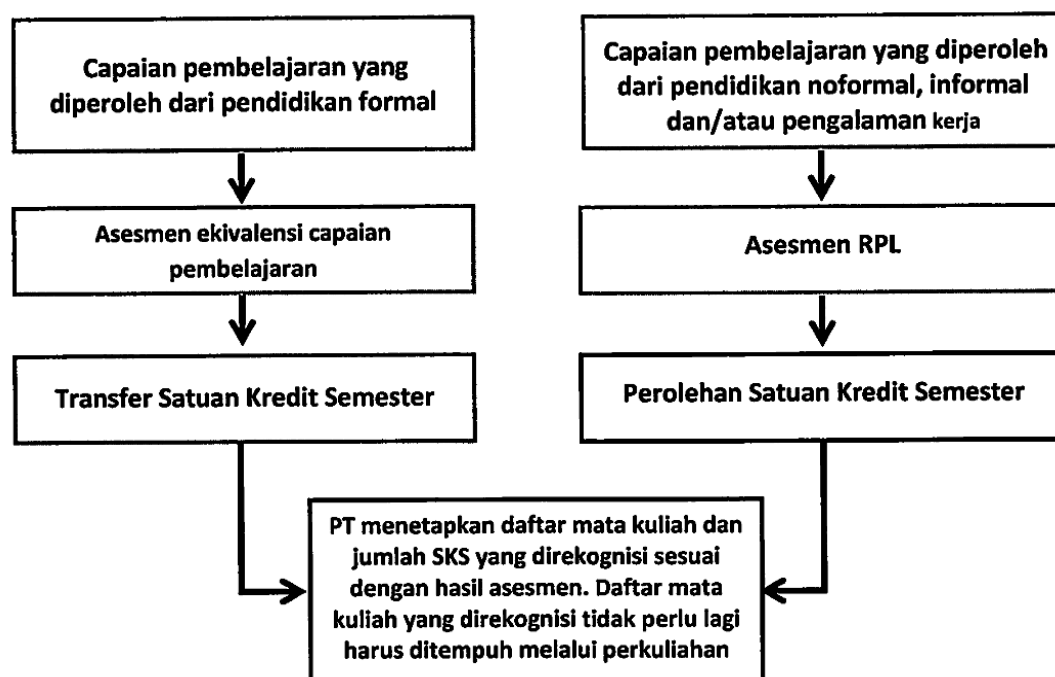 Capaian pembelajaran yang
diperoleh dari pendidikan formal
Asesmen ekivalensi capaian
pembelajaran
Transfer Satuan Kredit Semester
Capaian pembelajaran yang diperoleh
dari pendidikan noformal, informal
dan/atau pengalaman kerja
Asesmen RPL
Perolehan Satuan Kredit Semester
PT menetapkan daftar mata kuliah dan
jumlah SKS yang direkognisi sesuai
dengan hasil asesmen. Daftar mata
kuliah yang direkognisi tidak perlu lagi
harus ditempuh melalui perkuliahan